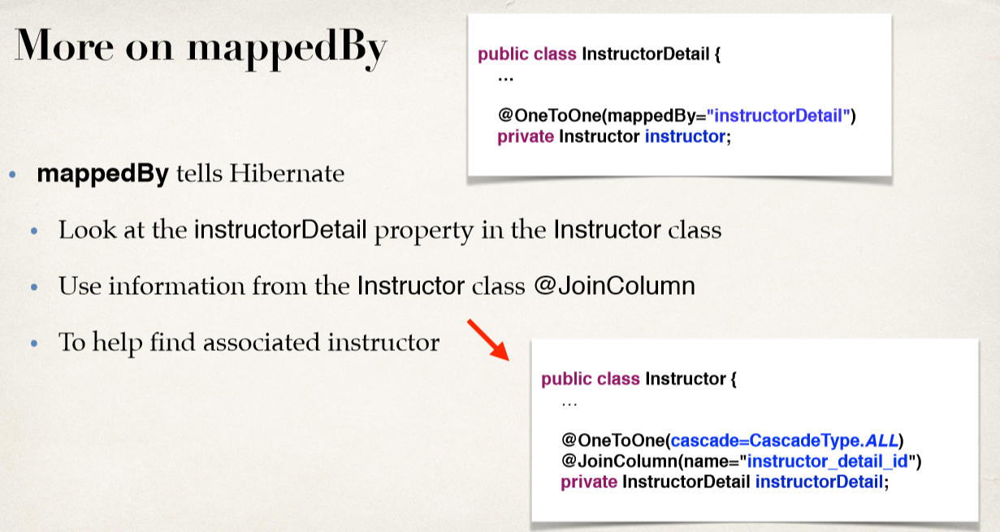 More on mappedBy
public class InstructorDetail {
...
@OneToOne(mappedBy="instructorDetail")
private Instructor instructor;
• mappedBy tells Hibernate
• Look at the instructorDetail property in the Instructor class
• Use information from the Instructor class @JoinColumn
• To help find associated instructor
public class Instructor {
...
@OneToOne(cascade=CascadeType.ALL)
@JoinColumn(name="instructor_detail_id")
private InstructorDetail instructorDetail;